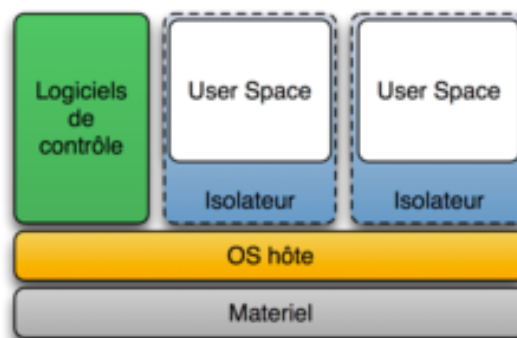 Logiciels
de
contrôle
User Space
Isolateur
User Space
Isolateur
OS hôte
Materiel